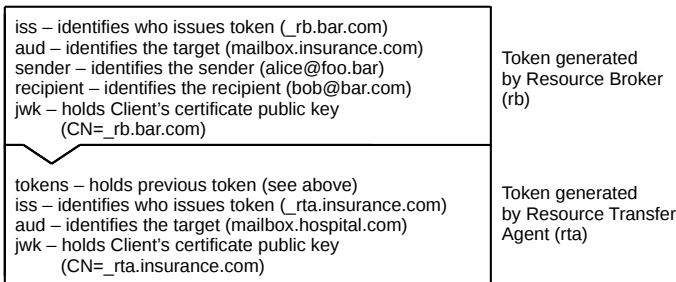 iss – identifies who issues token (_rb.bar.com)
aud – identifies the target (mailbox.insurance.com)
sender – identifies the sender (alice@foo.bar)
recipient – identifies the recipient (bob@bar.com)
jwk – holds Client's certificate public key
(CN=_rb.bar.com)
Token generated
by Resource Broker
(rb)
tokens – holds previous token (see above)
iss – identifies who issues token (_rta.insurance.com)
aud – identifies the target (mailbox.hospital.com)
jwk – holds Client's certificate public key
(CN=_rta.insurance.com)
Token generated
by Resource Transfer
Agent (rta)